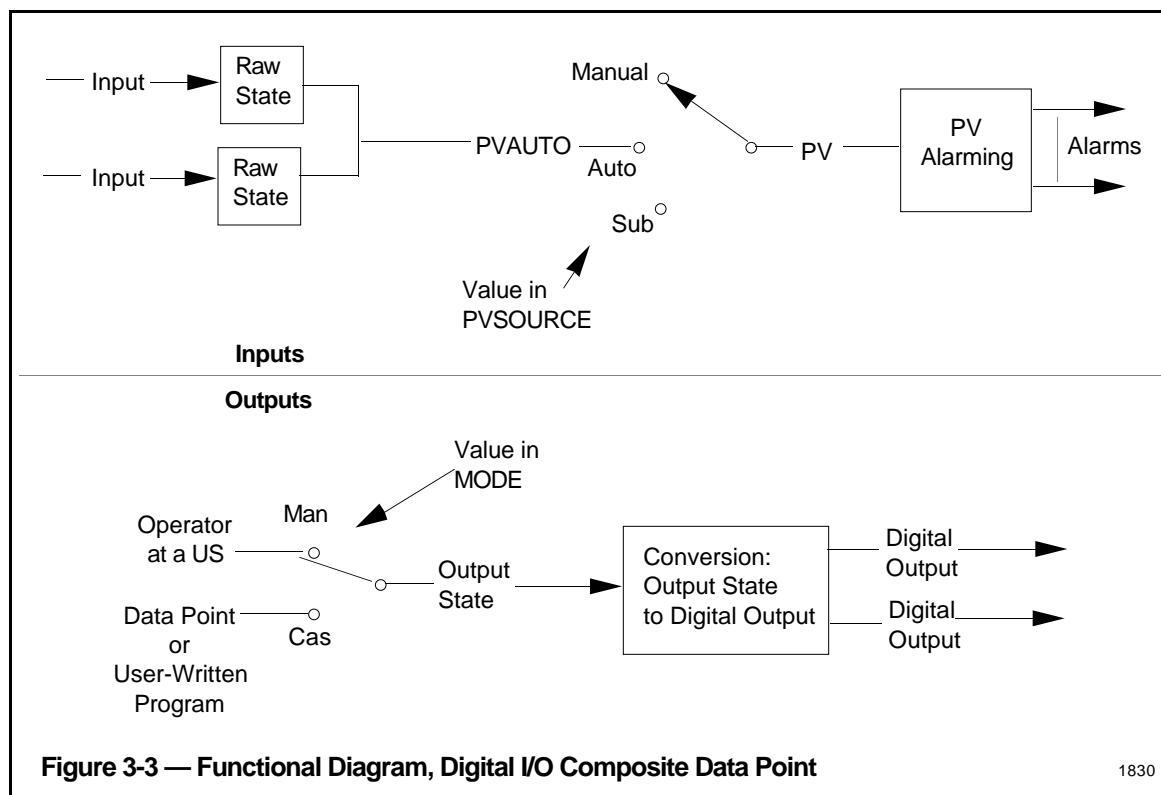 Input
Raw
State
Input
Raw
State
PVAUTO
Manual
Auto
Sub
Value in
PVSOURCE
PV
PV
Alarming
Alarms
Inputs
Outputs
Value in
MODE
Man
Operator
at a US
Data Point
or
User-Written
Program
Cas
Output
State
Conversion:
Output State
to Digital Output
Digital
Output
Digital
Output
Figure 3-3 — Functional Diagram, Digital I/O Composite Data Point
1830